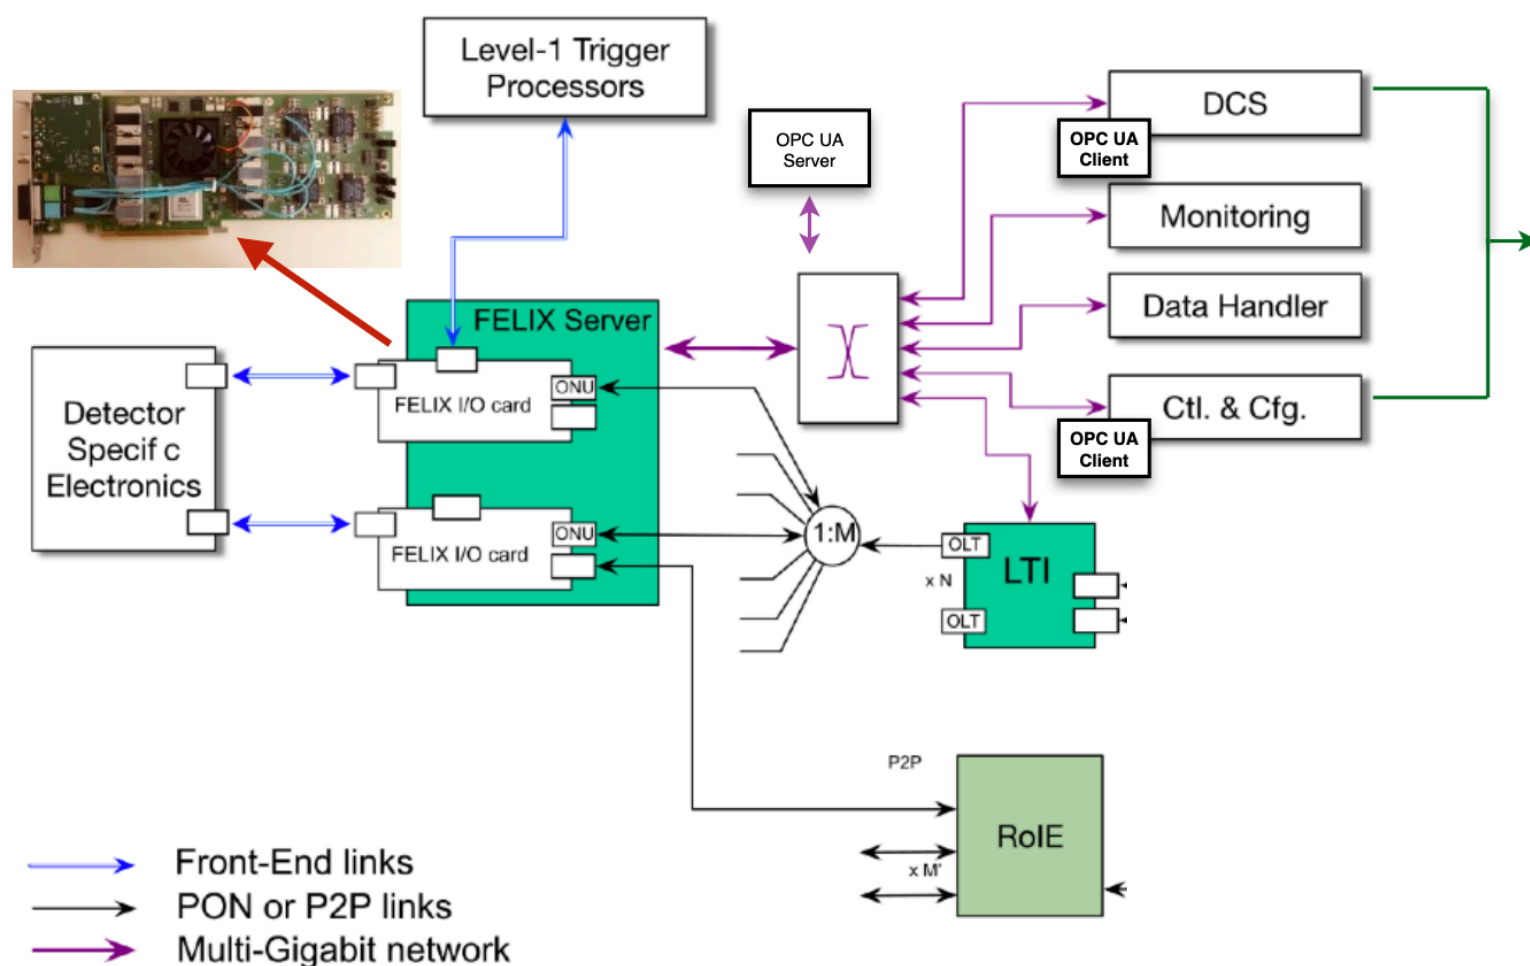 Level-1 Trigger
Processors
OPC UA
Server
DCS
OPC UA
Client
Monitoring
Data Handler
Ctl. & Cfg.
OPC UA
Client
FELIX Server
ONU
FELIX I/O card
ONU
FELIX I/O card
Detector
Specif c
Electronics
1:M
OLT
x N
OLT
LTI
P2P
RoIE
x M'
Front-End links
PON or P2P links
Multi-Gigabit network